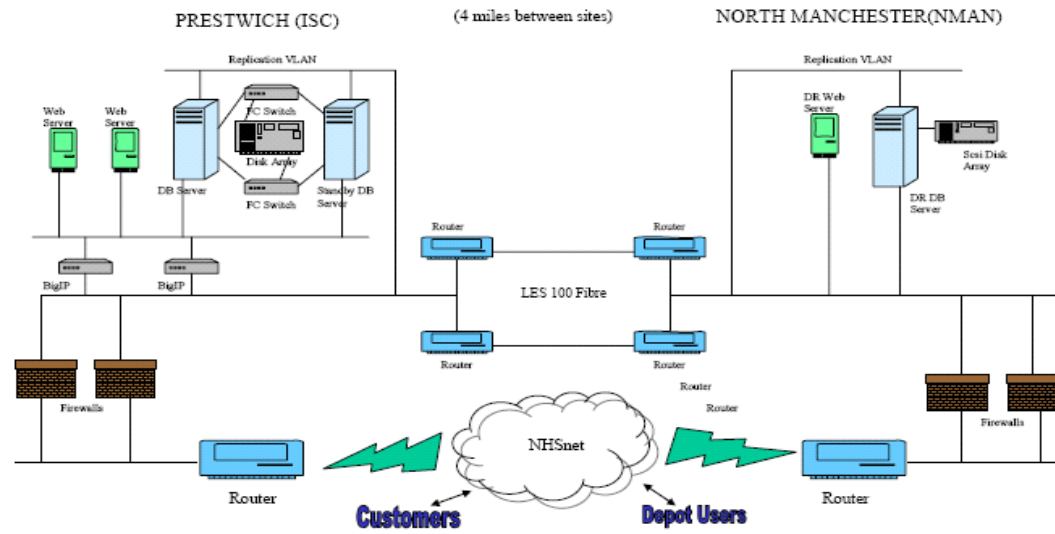 PRESTWICH (ISC)
(4 miles between sites)
NORTH MANCHESTER(NMAN)
Replication VLAN
Replication VLAN
Web
Server
Web
Server
FC Switch
DR Web
Server
Disk Array
Scsi Disk
Array
DB Server
FC Switch
Standby DB
Server
DR DB
Server
Router
Router
BigIP
BigIP
LES 100 Fibre
Router
Router
Router
Router
Firewalls
Firewalls
NHSnet
Router
Router
Customers
Depot Users